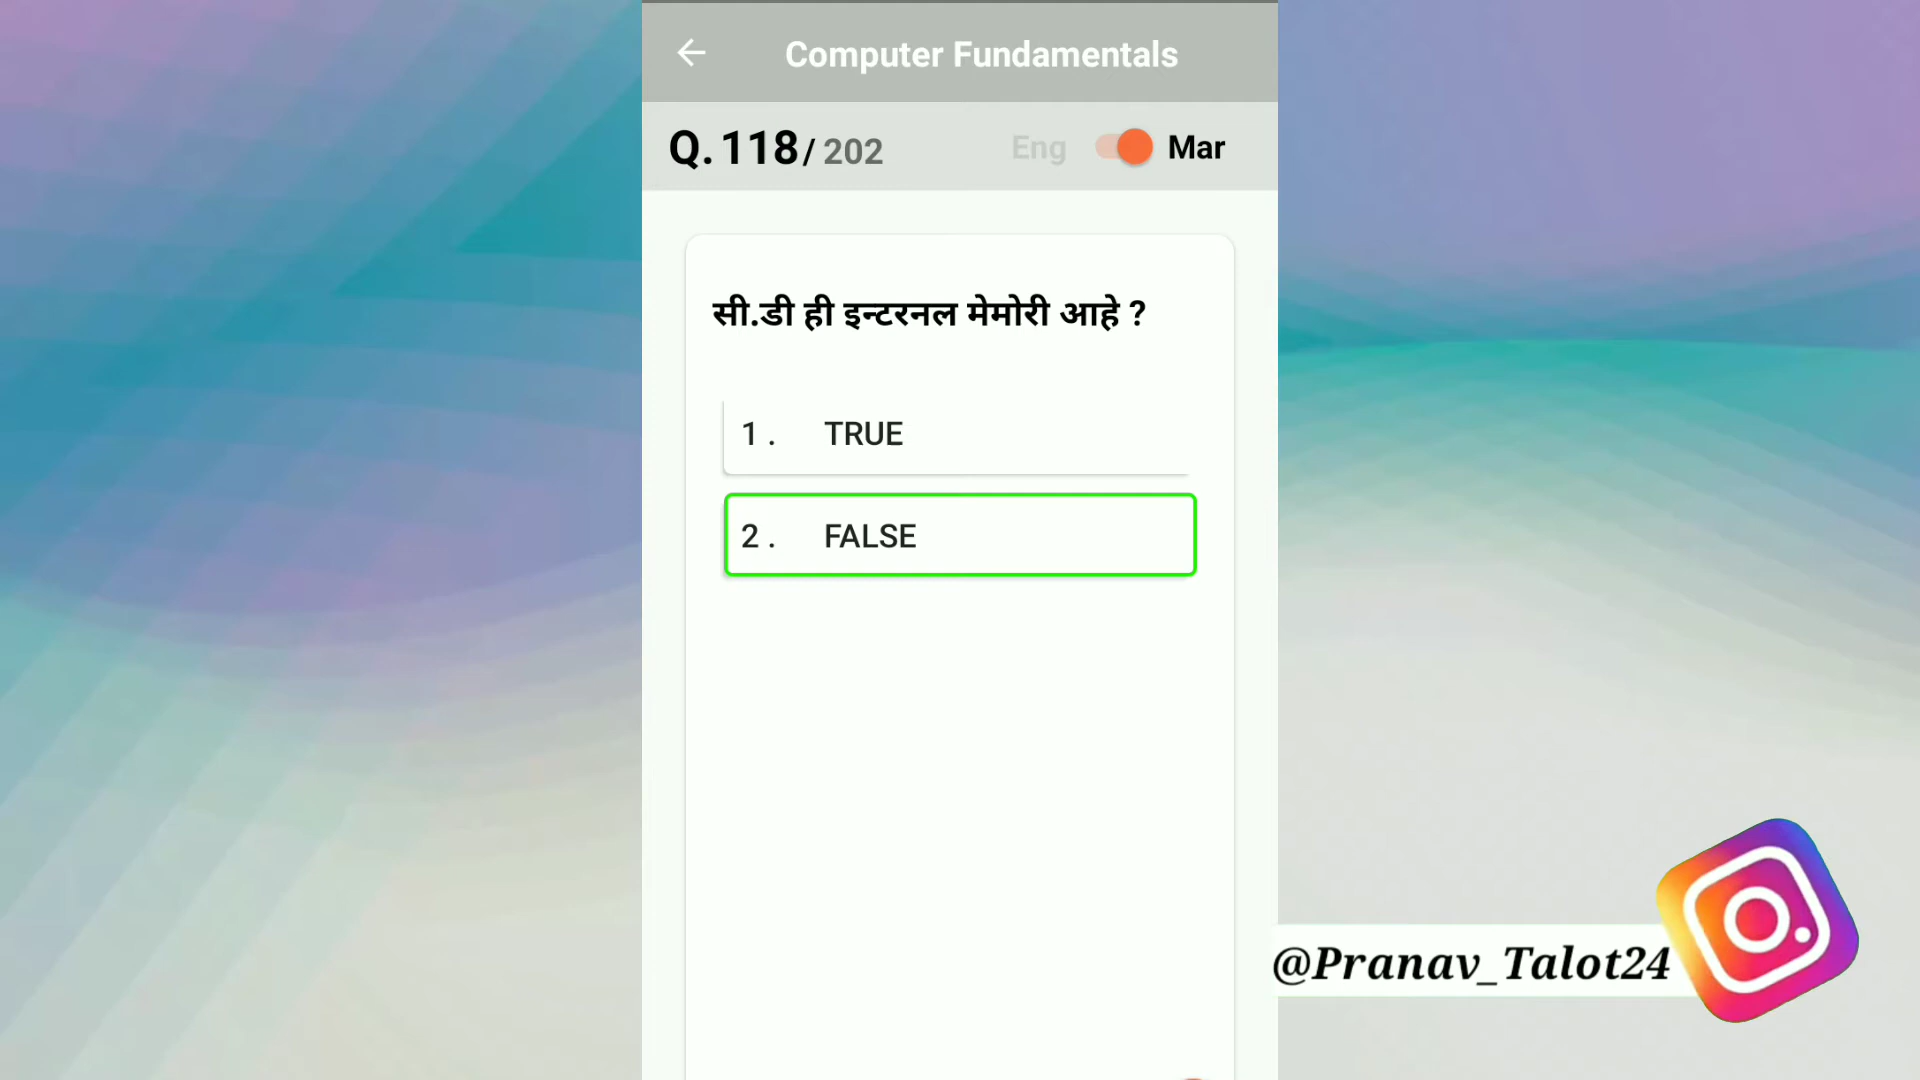 Computer Fundamentals
Q. 118/ 202 Eng Mar
सी.डी ही इन्टरनल मेमोरी आहे ?
1 . TRUE
2 . FALSE
@Pranav_Talot24